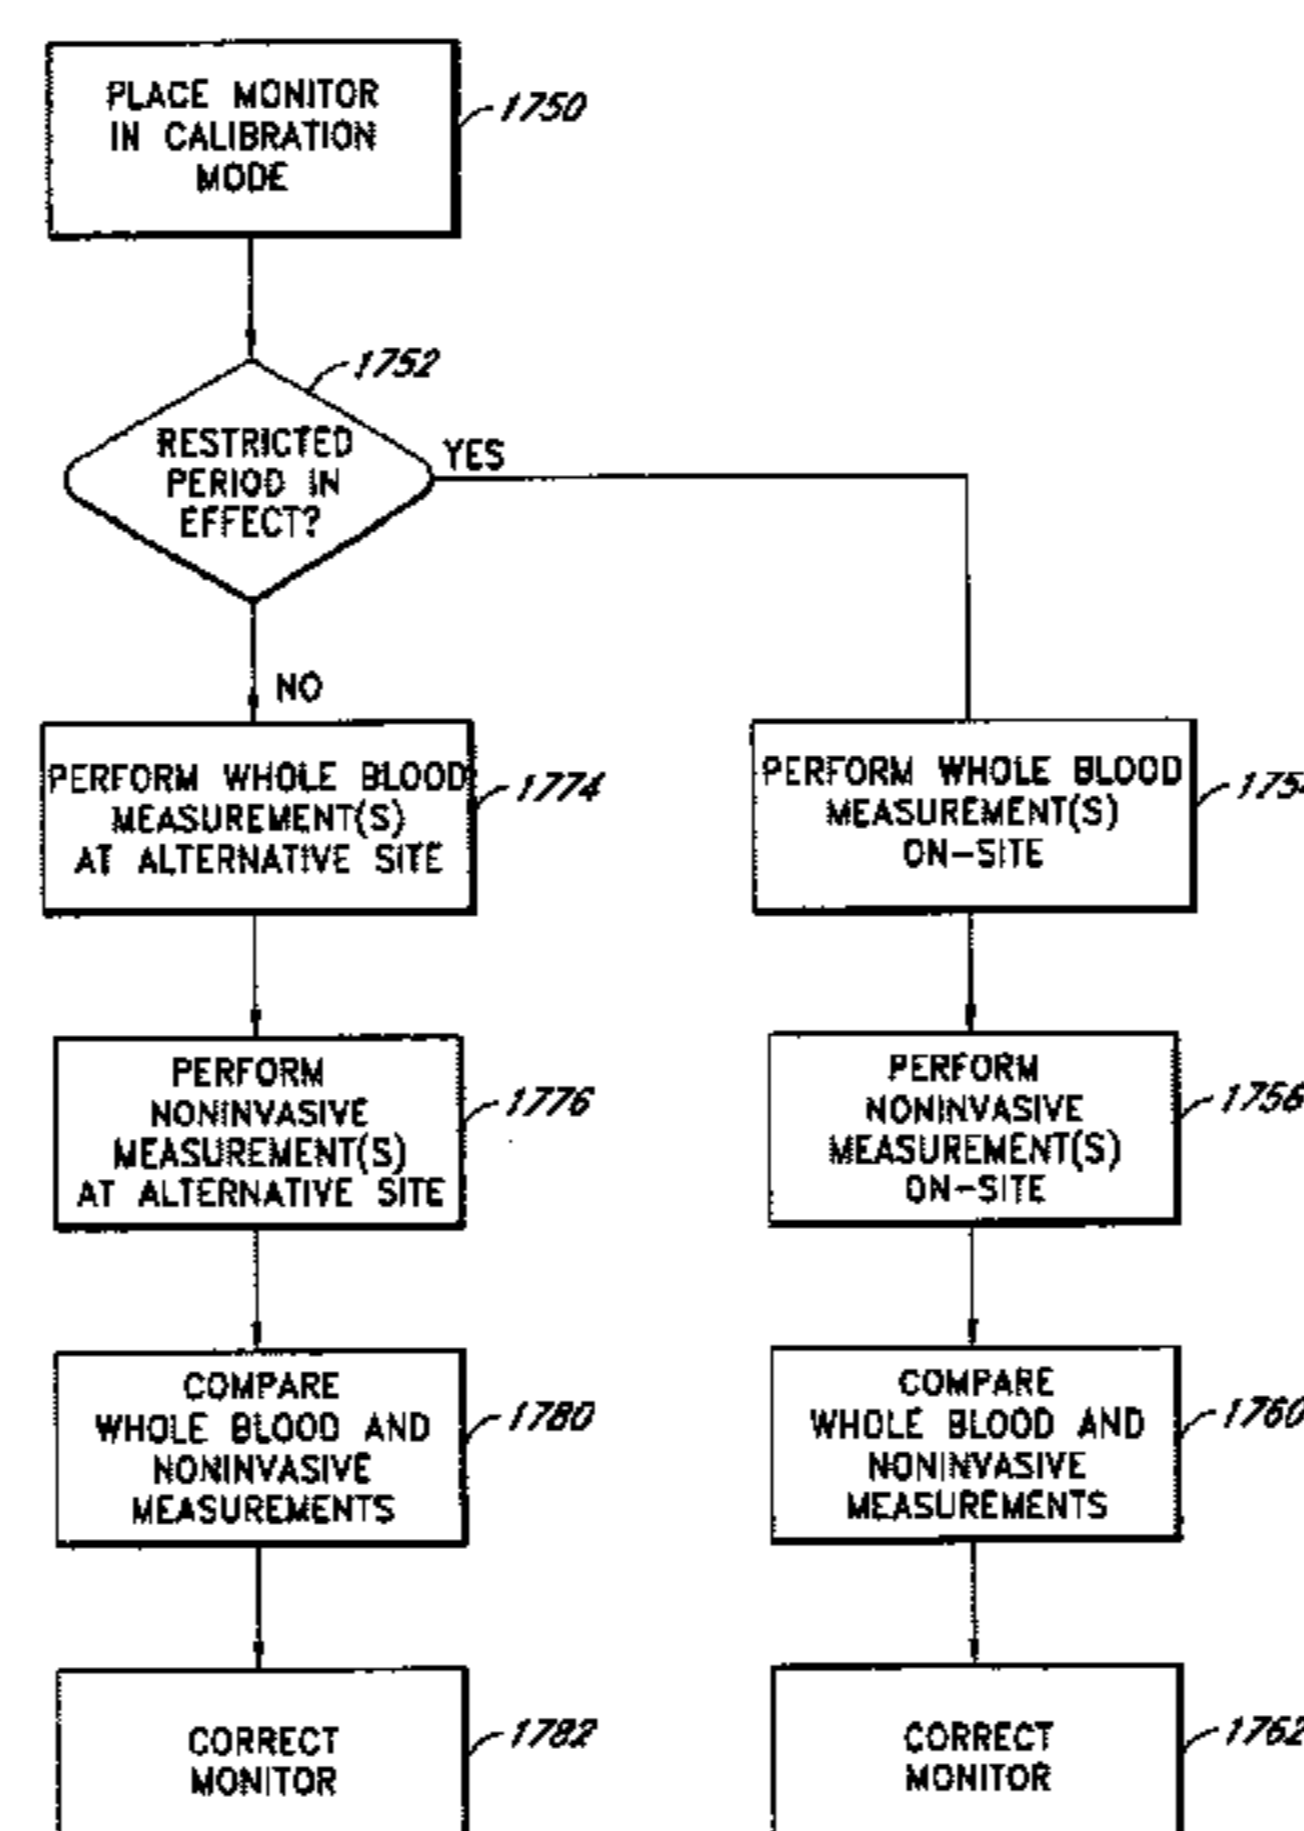 PLACE MONITOR
IN CALIBRATION
MODE
1750
1752
RESTRICTED
PERIOD IN
EFFECT?
YES
NO
PERFORM WHOLE BLOOD
MEASUREMENT(S)
AT ALTERNATIVE SITE
1774
PERFORM WHOLE BLOOD
MEASUREMENT(S)
ON-SITE
PERFORM
NONINVASIVE
MEASUREMENT(S)
AT ALTERNATIVE SITE
1776
PERFORM
NONINVASIVE
MEASUREMENT(S)
ON-SITE
COMPARE
WHOLE BLOOD AND
NONINVASIVE
MEASUREMENTS
1780
COMPARE
WHOLE BLOOD AND
NONINVASIVE
MEASUREMENTS
1760
CORRECT
MONITOR
1782
CORRECT
MONITOR
1762